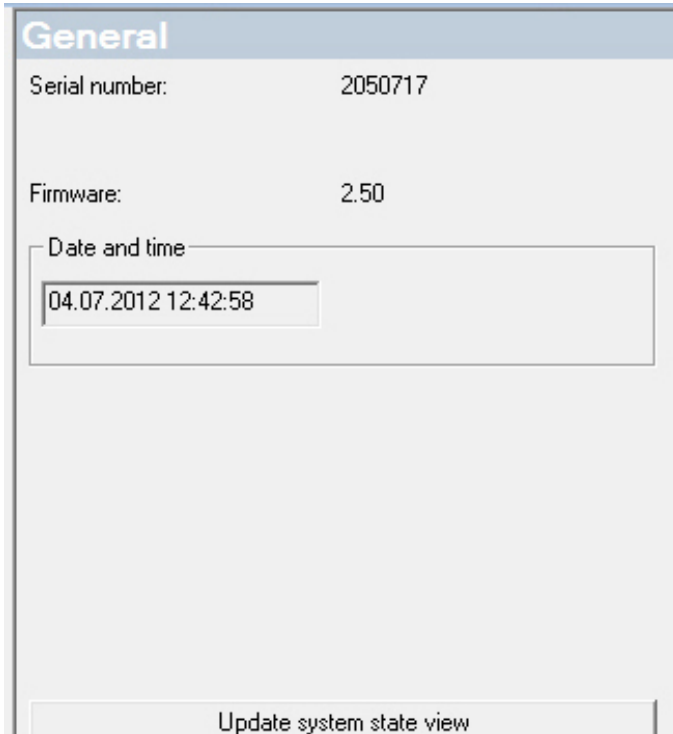 General
Serial number: 2050717
Firmware: 2.50
Date and time
04.07.2012 12:42:58
Update system state view